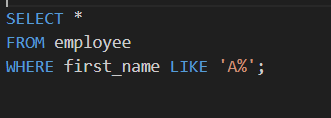 SELECT *
FROM employee
WHERE first_name LIKE 'A%';